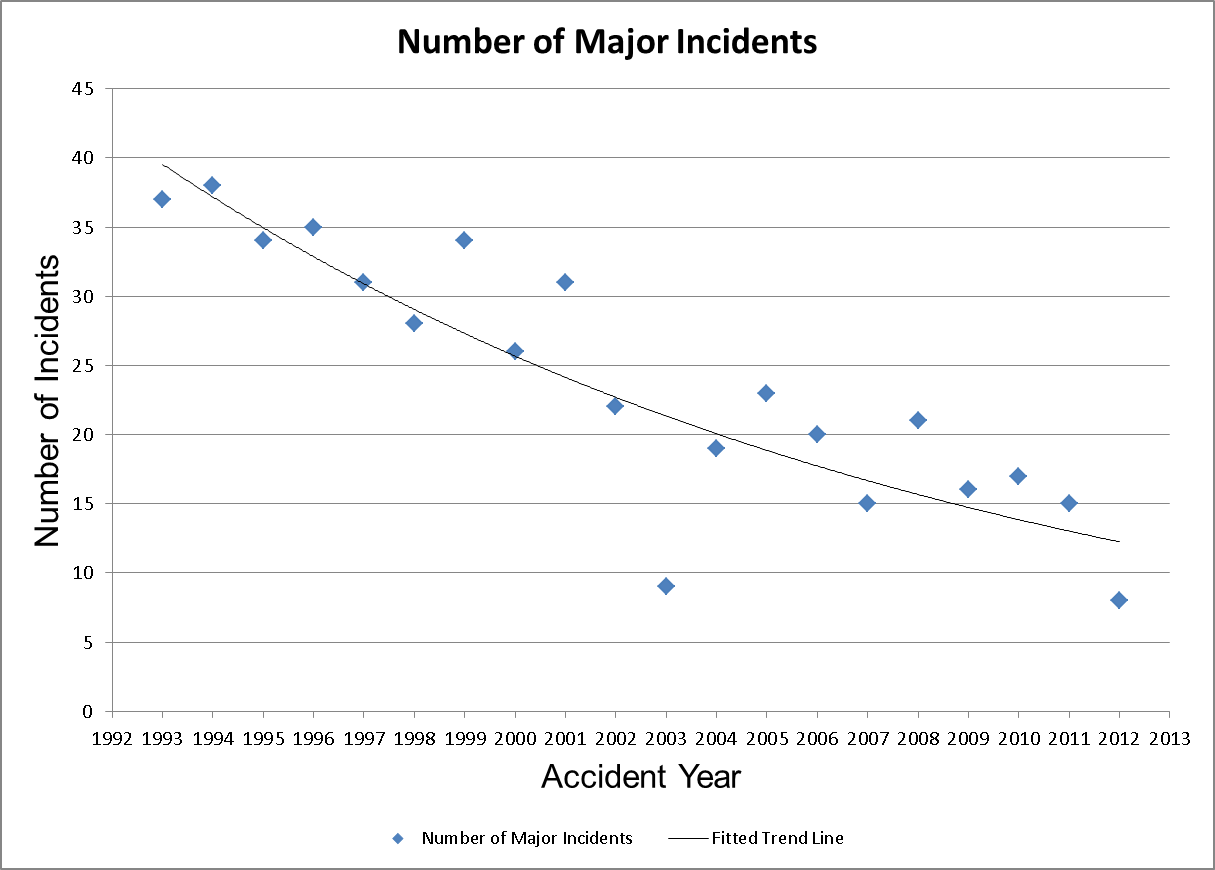 Number of Major Incidents
45
40
35
30
25
20
15
10
5
0
Number of Incidents
1992 1993 1994 1995 1996 1997 1998 1999 2000 2001 2002 2003 2004 2005 2006 2007 2008 2009 2010 2011 2012 2013
Accident Year
Number of Major Incidents Fitted Trend Line